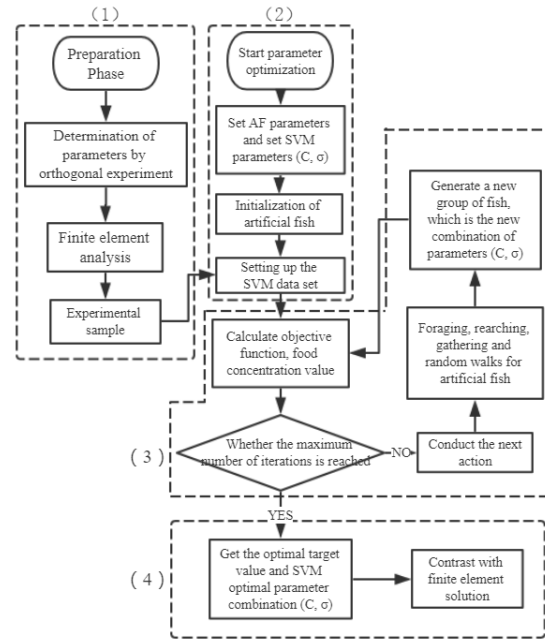 (1)
Preparation
Phase
Determination of
parameters by
orthogonal experiment
Finite element
analysis
Experimental
sample
(2)
Start parameter
optimization
Set AF parameters
and set SVM
parameters (C, σ)
Initialization of
artificial fish
Setting up the
SVM data set
Calculate objective
function, food
concentration value
Generate a new
group of fish,
which is the new
combination of
parameters (C, σ)
Foraging, rearching,
gathering and
random walks for
artificial fish
(3)
Whether the maximum
number of iterations is reached
NO
Conduct the next
action
YES
(4)
Get the optimal target
value and SVM
optimal parameter
combination (C, σ)
Contrast with
finite element
solution